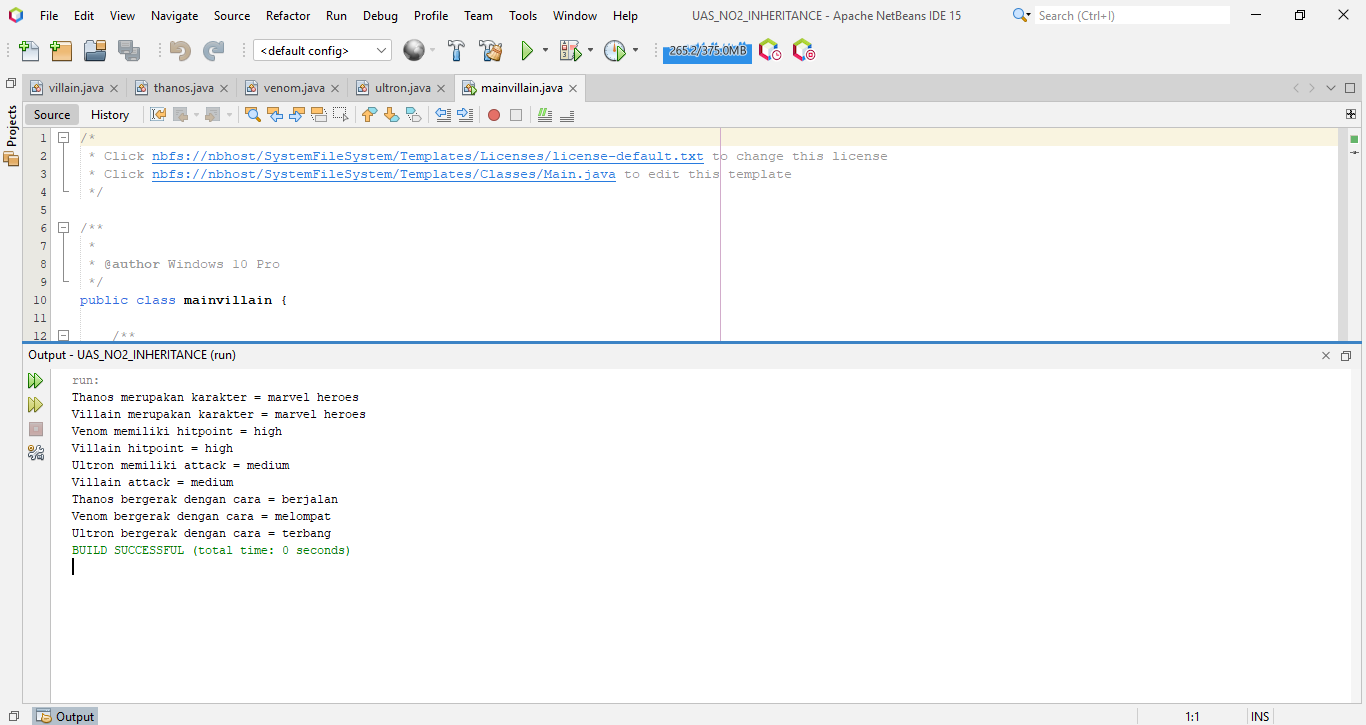 File Edit View Navigate Source Refactor Run Debug Profile Team Tools Window Help UAS_NO2_INHERITANCE - Apache NetBeans IDE 15 Search (Ctrl+I)
<default config> 265.2/375.0MB
villain.java thanos.java venom.java ultron.java mainvillain.java
Projects
Source History
1 /*
2 * Click nbfs://nbhost/SystemFileSystem/Templates/Licenses/license-default.txt to change this license
3 * Click nbfs://nbhost/SystemFileSystem/Templates/Classes/Main.java to edit this template
4 */
5
6 /**
7 *
8 * @author Windows 10 Pro
9 */
10 public class mainvillain {
11
12 /**
Output - UAS_NO2_INHERITANCE (run)
run:
Thanos merupakan karakter = marvel heroes
Villain merupakan karakter = marvel heroes
Venom memiliki hitpoint = high
Villain hitpoint = high
Ultron memiliki attack = medium
Villain attack = medium
Thanos bergerak dengan cara = berjalan
Venom bergerak dengan cara = melompat
Ultron bergerak dengan cara = terbang
BUILD SUCCESSFUL (total time: 0 seconds)
Output 1:1 INS